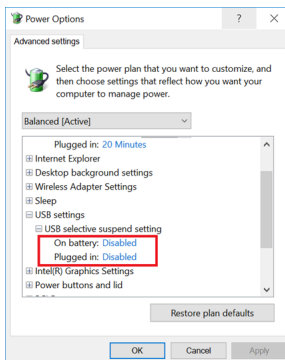 Power Options
Advanced settings
Select the power plan that you want to customize, and
then choose settings that reflect how you want your
computer to manage power.
Balanced [Active]
Plugged in: 20 Minutes
Internet Explorer
Desktop background settings
Wireless Adapter Settings
Sleep
USB settings
USB selective suspend setting
On battery: Disabled
Plugged in: Disabled
Intel(R) Graphics Settings
Power buttons and lid
Restore plan defaults
OK Cancel Apply